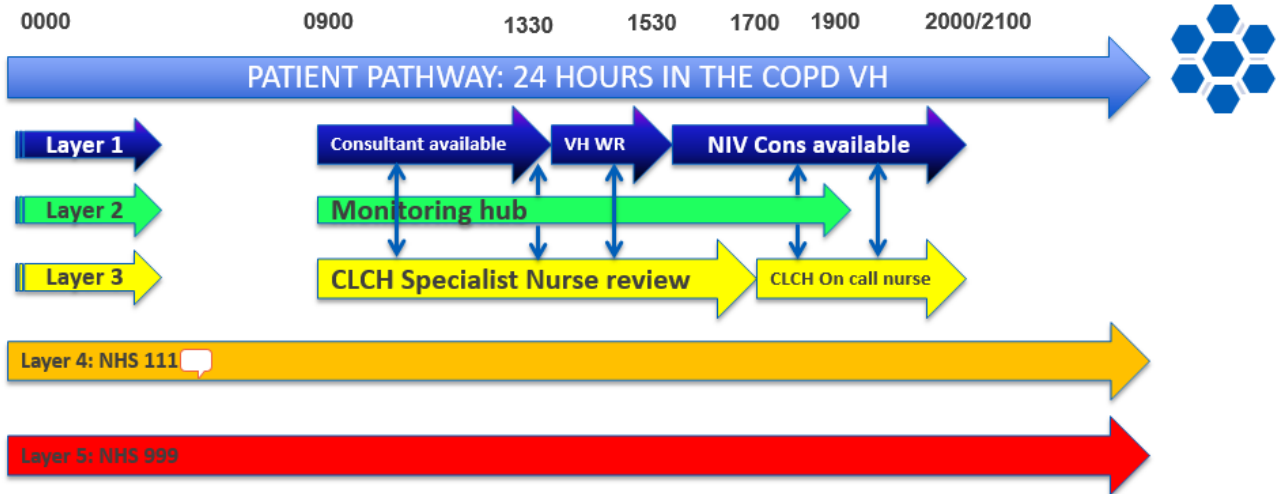 0000 0900 1330 1530 1700 1900 2000/2100
PATIENT PATHWAY: 24 HOURS IN THE COPD VH
Layer 1 Consultant available VH WR NIV Cons available
Layer 2 Monitoring hub
Layer 3 CLCH Specialist Nurse review CLCH On call nurse
Layer 4: NHS 111
Layer 5: NHS 999